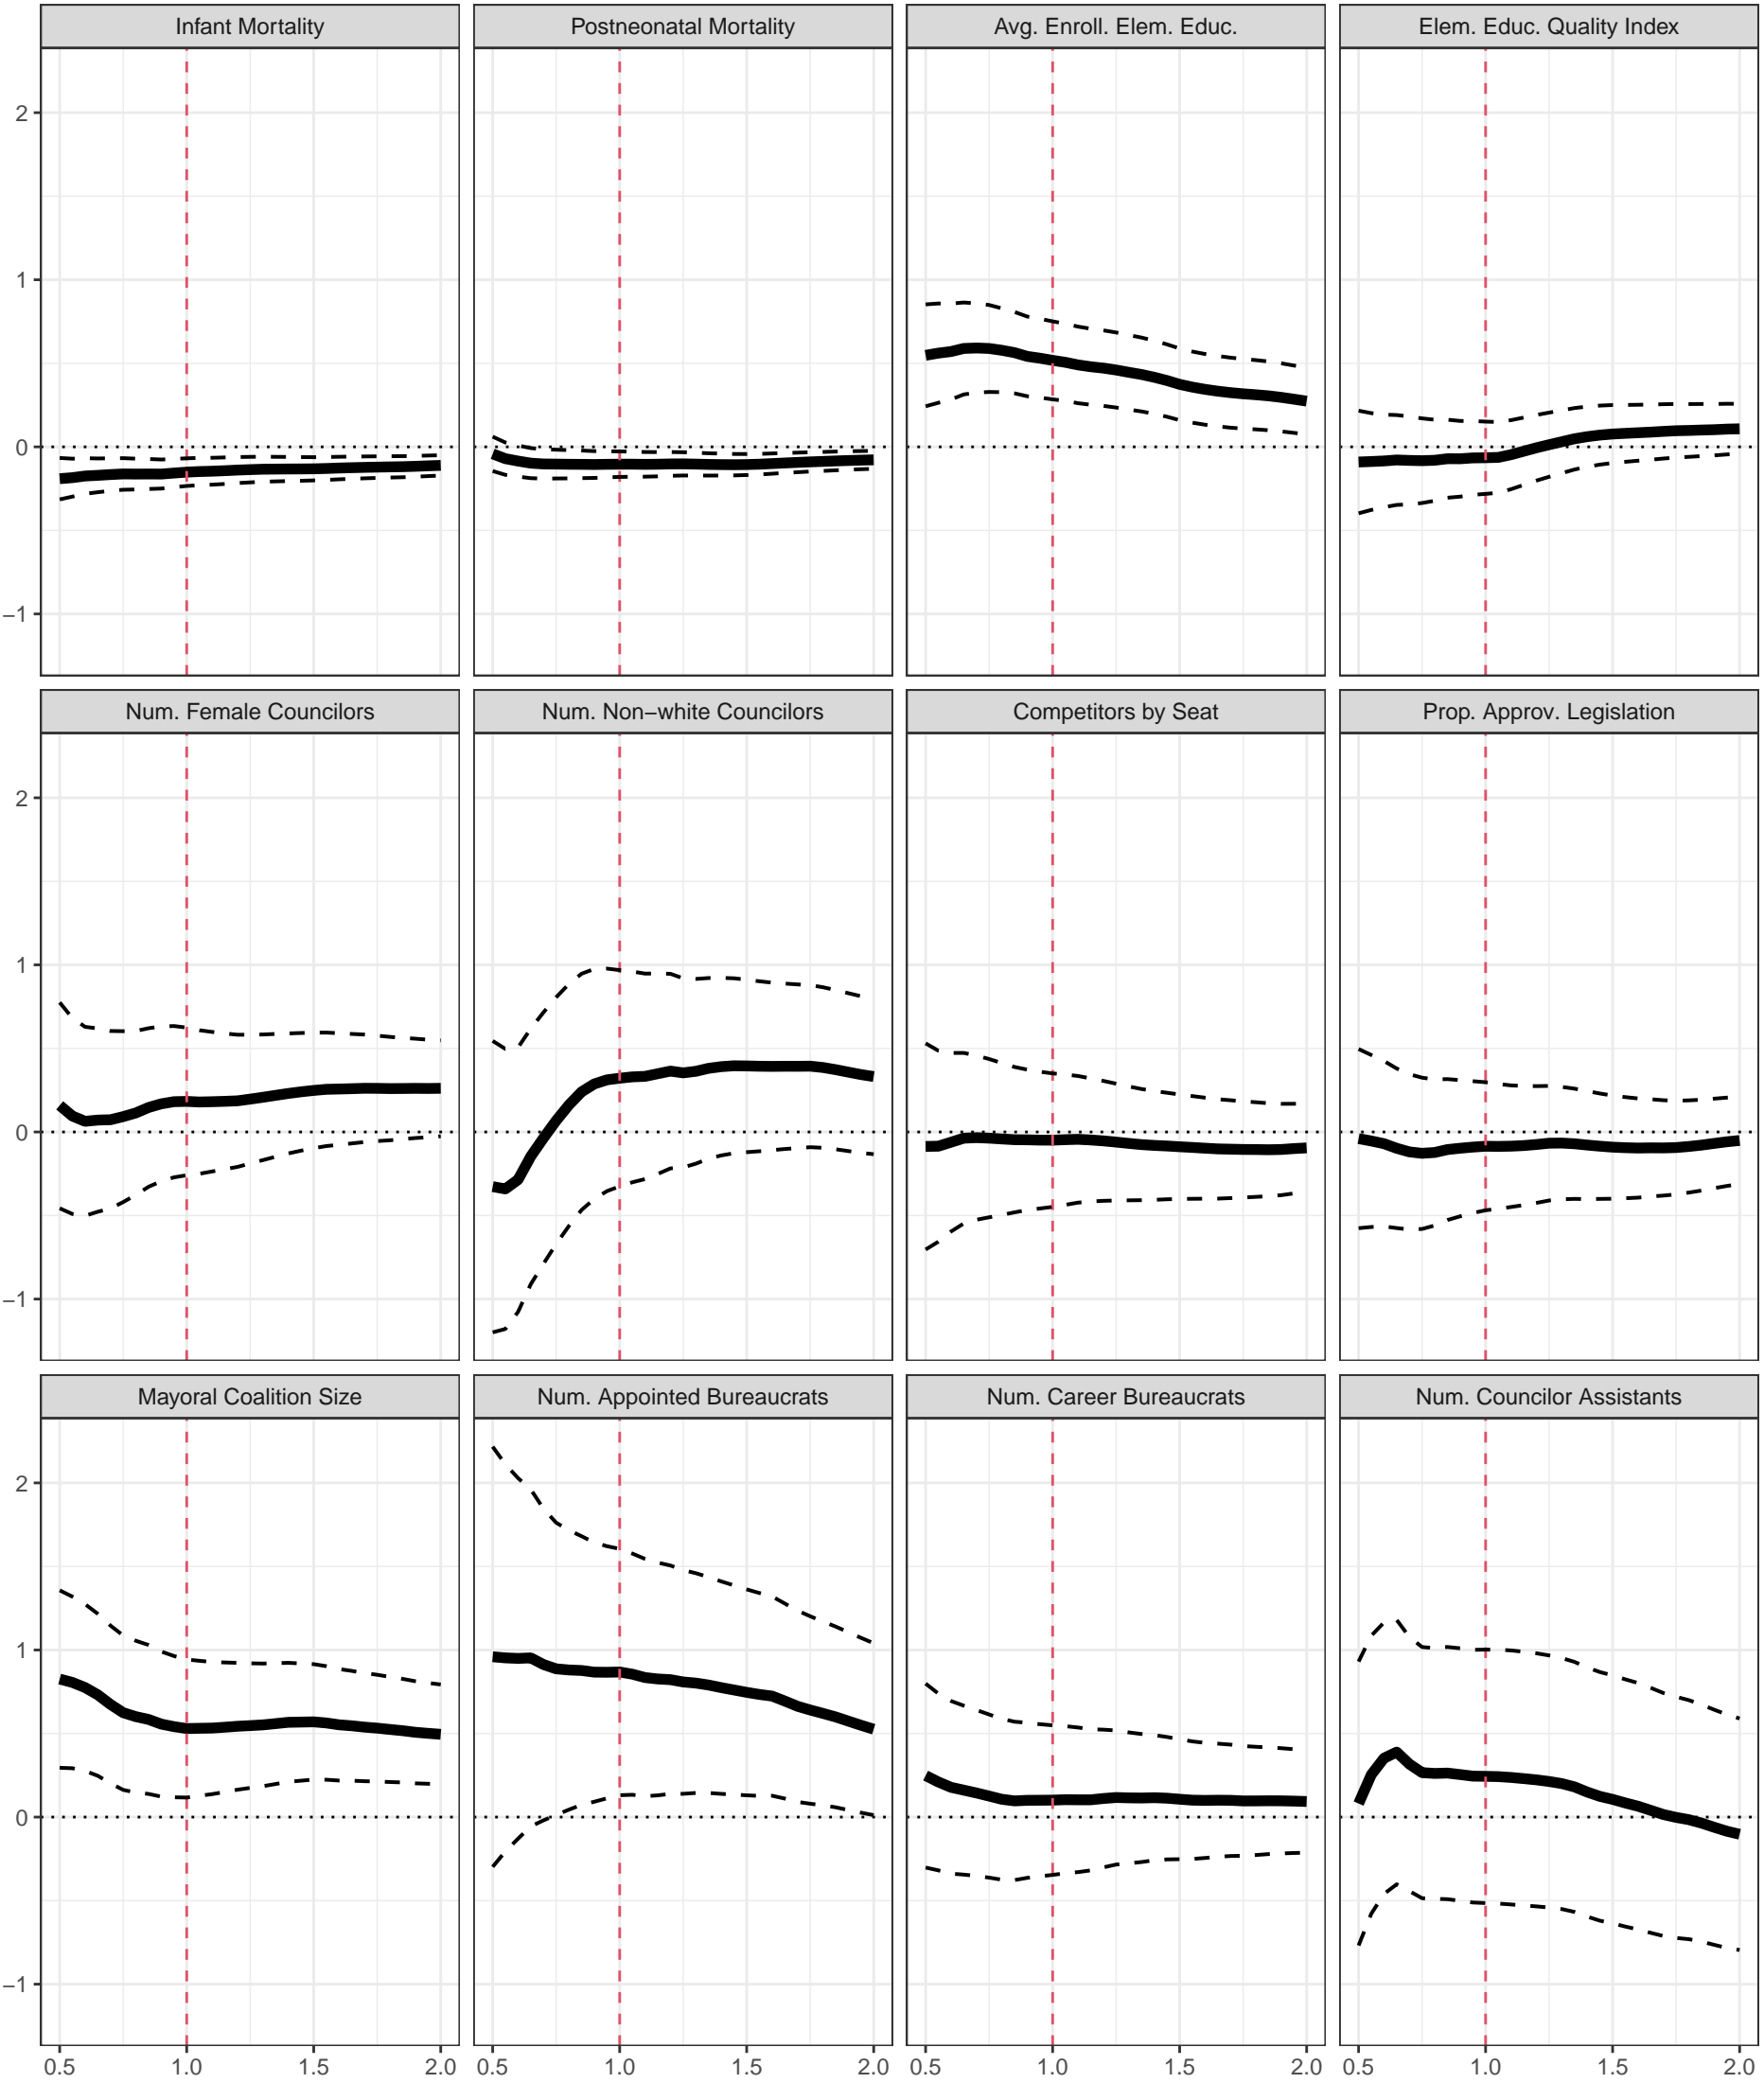 Infant Mortality
Postneonatal Mortality
Avg. Enroll. Elem. Educ.
Elem. Educ. Quality Index
2
1
0
−1
Num. Female Councilors
Num. Non−white Councilors
Competitors by Seat
Prop. Approv. Legislation
2
1
0
−1
Mayoral Coalition Size
Num. Appointed Bureaucrats
Num. Career Bureaucrats
Num. Councilor Assistants
2
1
0
−1
0.5 1.0 1.5 2.0 0.5 1.0 1.5 2.0 0.5 1.0 1.5 2.0 0.5 1.0 1.5 2.0